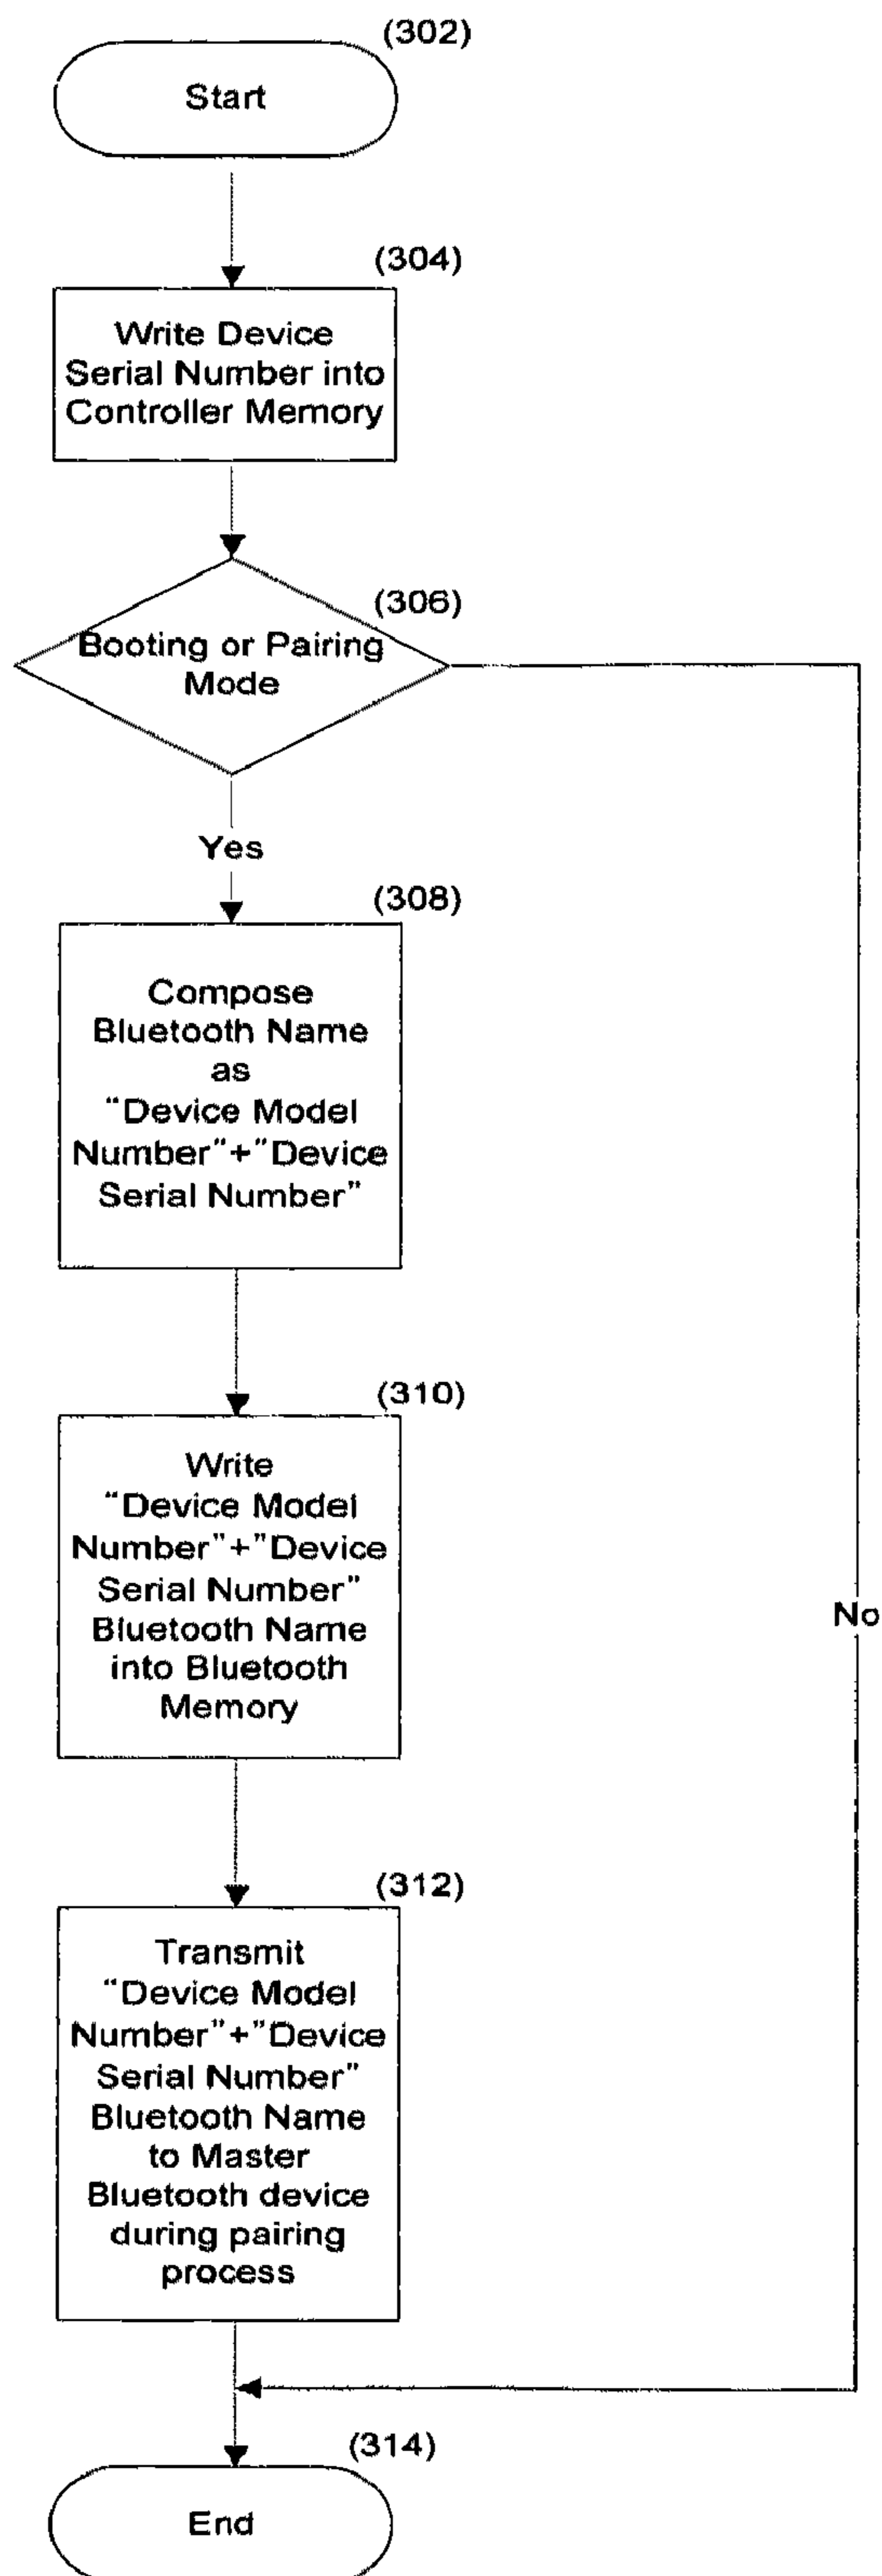 (302)
Start
(304)
Write Device
Serial Number into
Controller Memory
(306)
Booting or Pairing
Mode
Yes
(308)
Compose
Bluetooth Name
as
“Device Model
Number”+”Device
Serial Number”
(310)
Write
“Device Model
Number”+”Device
Serial Number”
Bluetooth Name
into Bluetooth
Memory
No
(312)
Transmit
“Device Model
Number”+”Device
Serial Number”
Bluetooth Name
to Master
Bluetooth device
during pairing
process
(314)
End